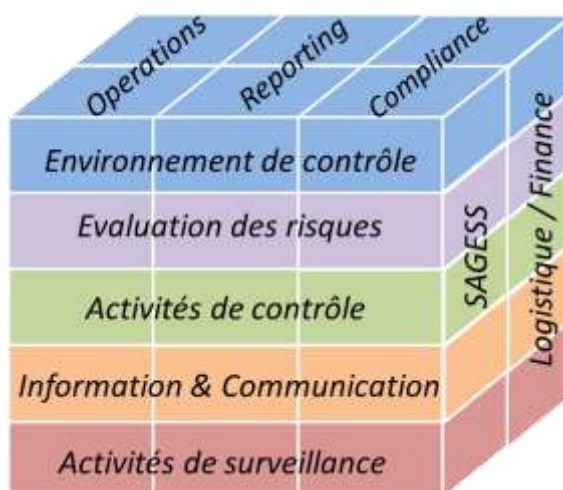 Operations
Reporting
Compliance
Environnement de contrôle
Evaluation des risques
Activités de contrôle
Information & Communication
Activités de surveillance
SAGESS
Logistique / Finance